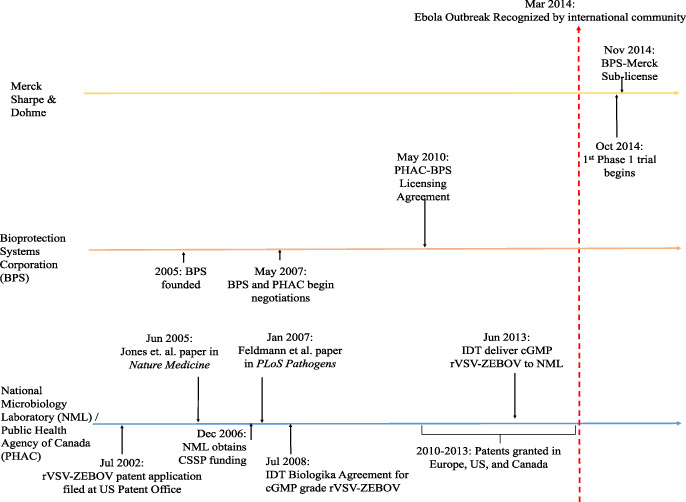 Mar 2014:
Ebola Outbreak Recognized by international community
Nov 2014:
BPS-Merck
Sub-license
Merck
Sharpe &
Dohme
Oct 2014:
1st Phase 1 trial
begins
May 2010:
PHAC-BPS
Licensing
Agreement
Bioprotection
Systems
Corporation
(BPS)
2005: BPS
founded
May 2007:
BPS and PHAC begin
negotiations
Jun 2005:
Jones et. al. paper in
Nature Medicine
Jan 2007:
Feldmann et al. paper
in PLoS Pathogens
Jun 2013:
IDT deliver cGMP
rVSV-ZEBOV to NML
National
Microbiology
Laboratory (NML) /
Public Health
Agency of Canada
(PHAC)
Jul 2002:
rVSV-ZEBOV patent application
filed at US Patent Office
Dec 2006:
NML obtains
CSSP funding
Jul 2008:
IDT Biologika Agreement for
cGMP grade rVSV-ZEBOV
2010-2013: Patents granted in
Europe, US, and Canada